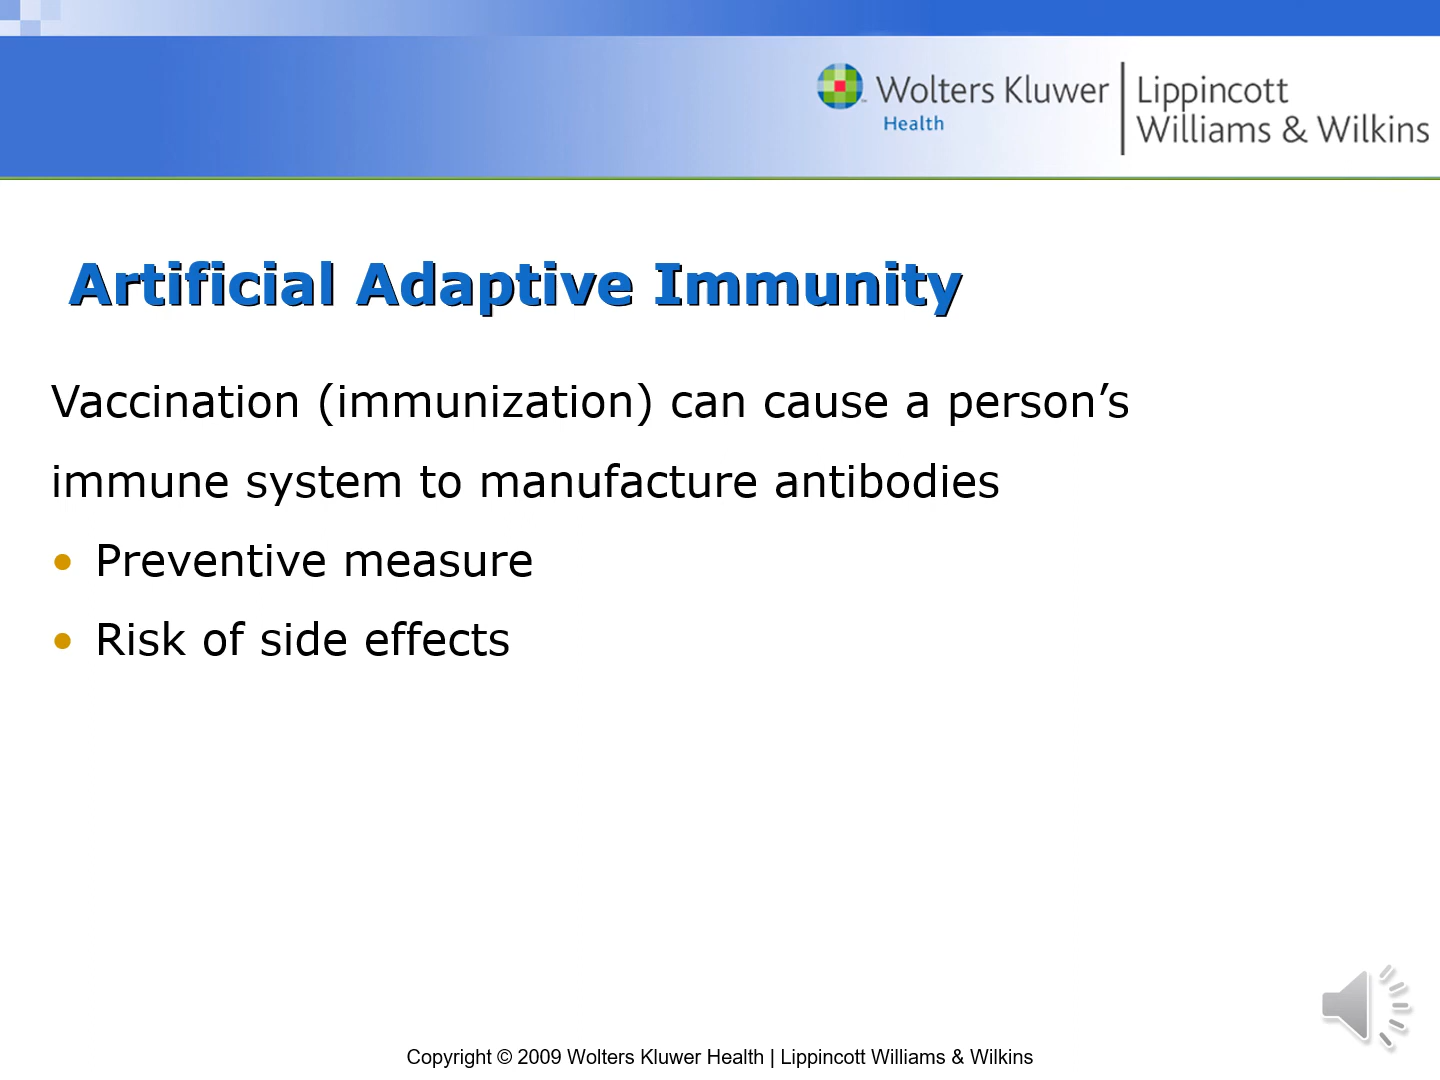 Wolters Kluwer
Health
Lippincott
Williams & Wilkins
Artificial Adaptive Immunity
Vaccination (immunization) can cause a person’s
immune system to manufacture antibodies
• Preventive measure
• Risk of side effects
Copyright © 2009 Wolters Kluwer Health | Lippincott Williams & Wilkins